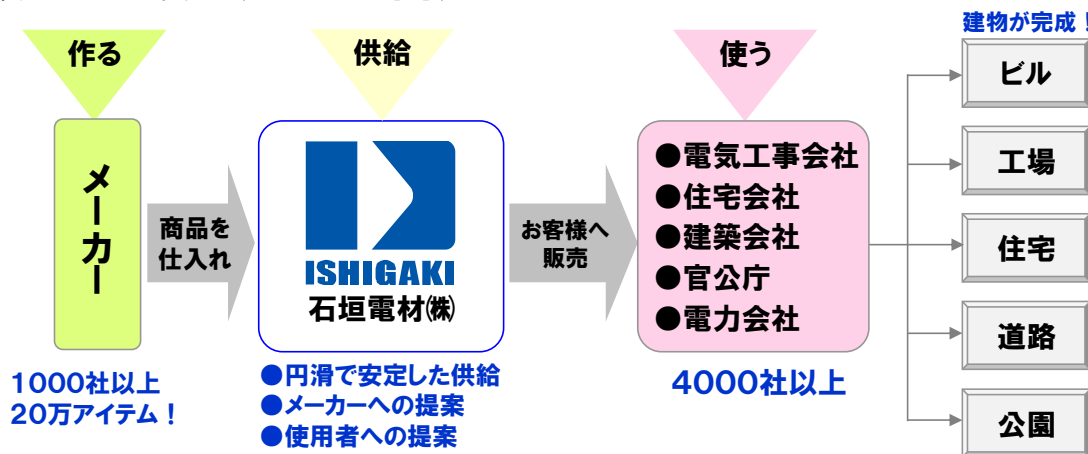 建物が完成！
作る
供給
使う
メーカー
商品を
仕入れ
ISHIGAKI
石垣電材㈱
お客様へ
販売
●電気工事会社
●住宅会社
●建築会社
●官公庁
●電力会社
ビル
工場
住宅
道路
公園
1000社以上
20万アイテム！
●円滑で安定した供給
●メーカーへの提案
●使用者への提案
4000社以上